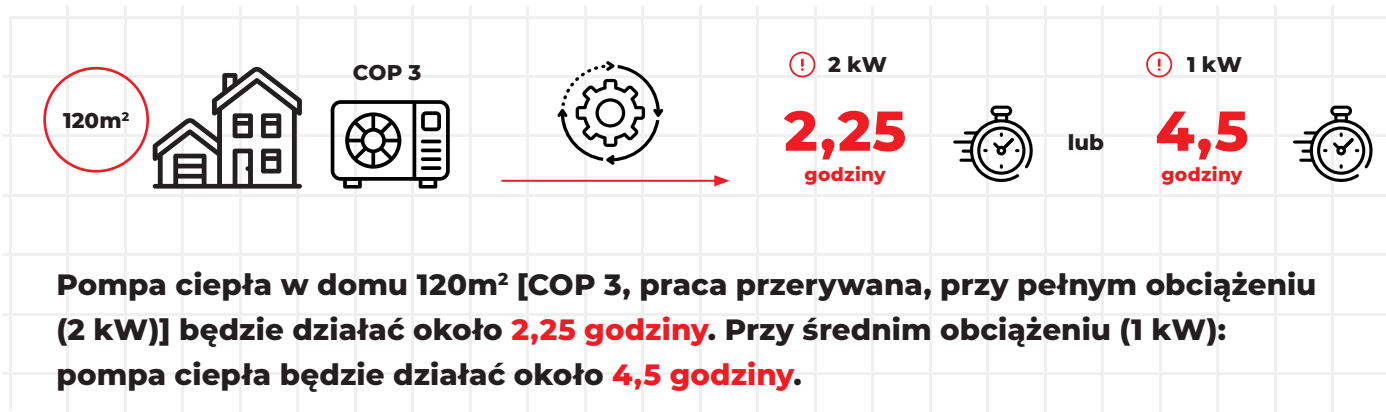 120m²
COP 3
! 2 kW
2,25
godziny
lub
! 1 kW
4,5
godziny
Pompa ciepła w domu 120m² [COP 3, praca przerywana, przy pełnym obciążeniu
(2 kW)] będzie działać około 2,25 godziny. Przy średnim obciążeniu (1 kW):
pompa ciepła będzie działać około 4,5 godziny.